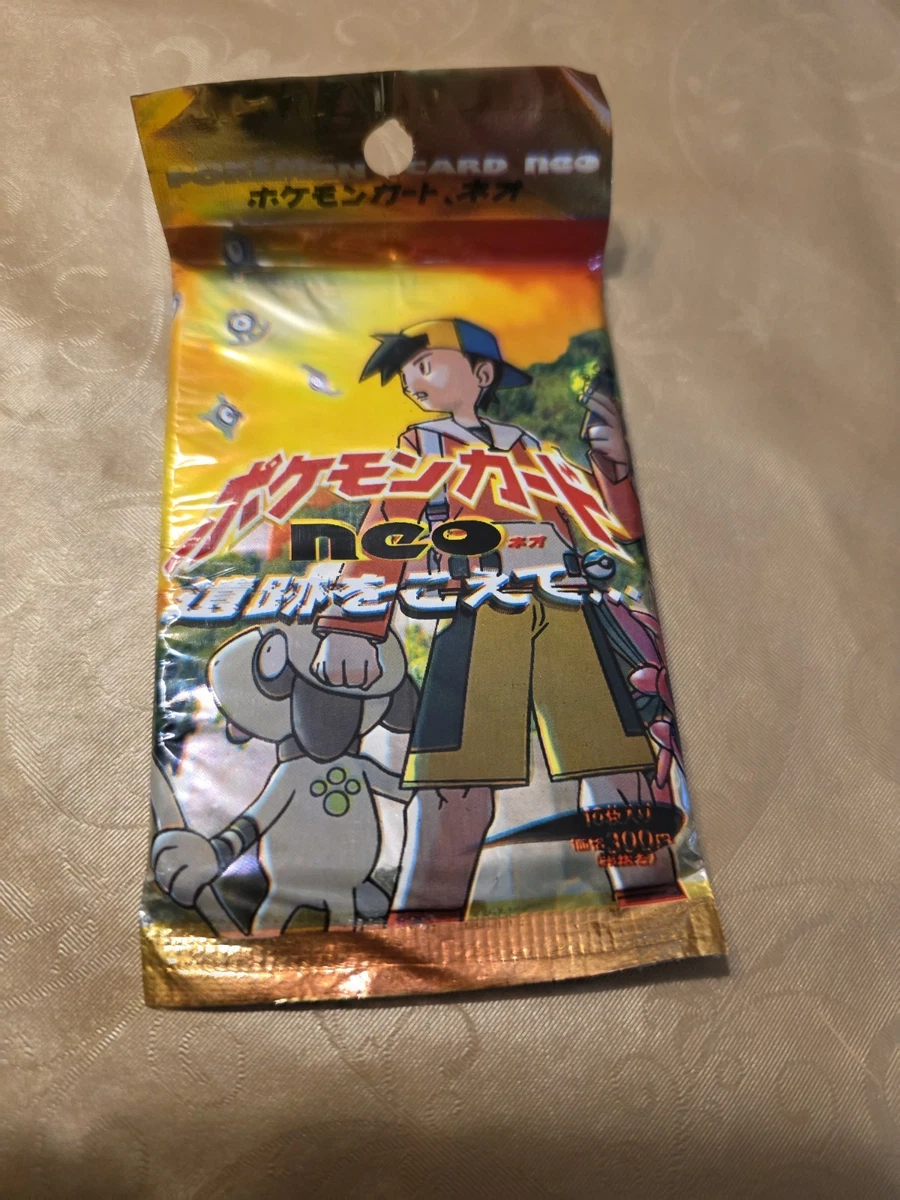 POKÉMON CARD neo
ポケモンカード、ネオ
ポケモンカード
neo ネオ
遺跡をこえて...
10枚入り
価格300円
(税抜き)